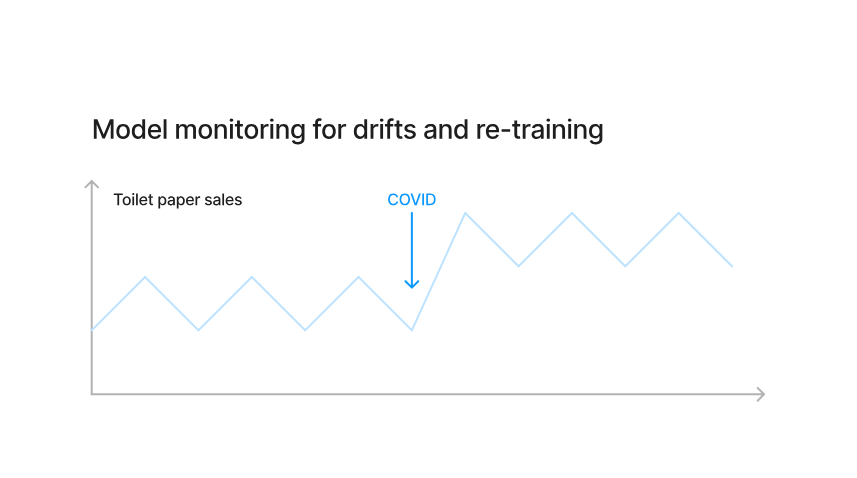 Model monitoring for drifts and re-training
Toilet paper sales
COVID